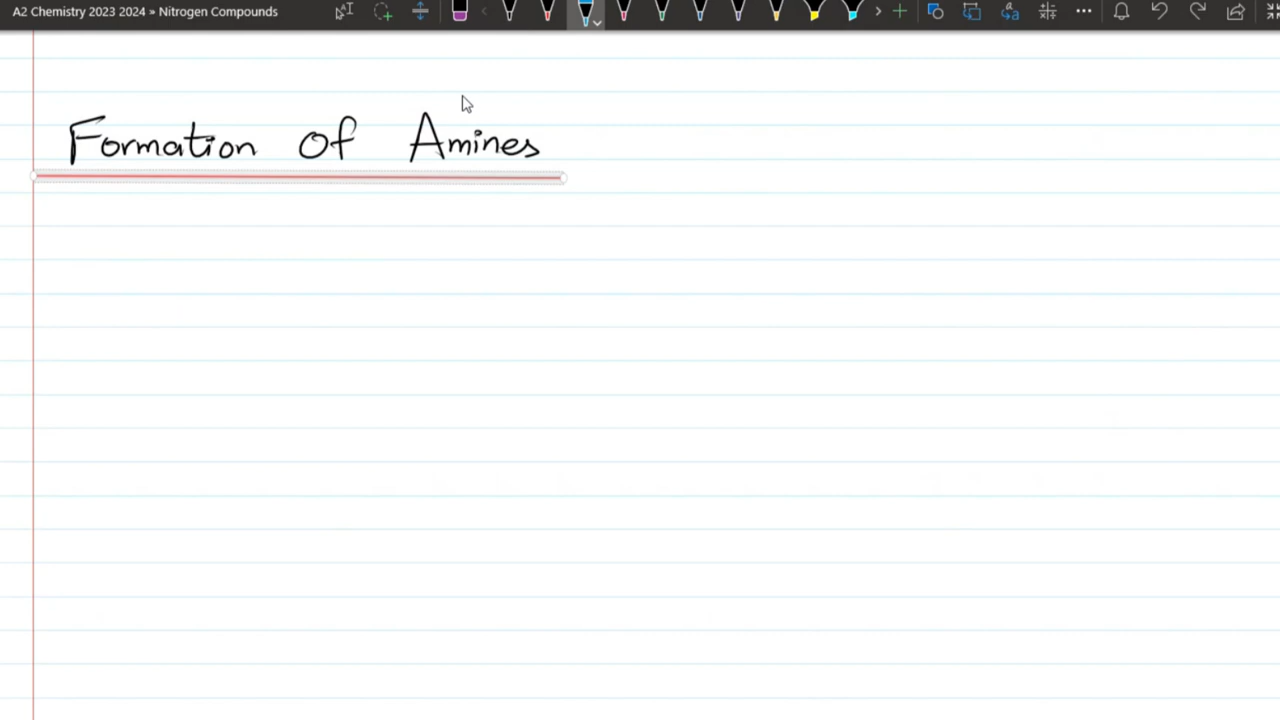 A2 Chemistry 2023 2024 » Nitrogen Compounds
Formation Of Amines